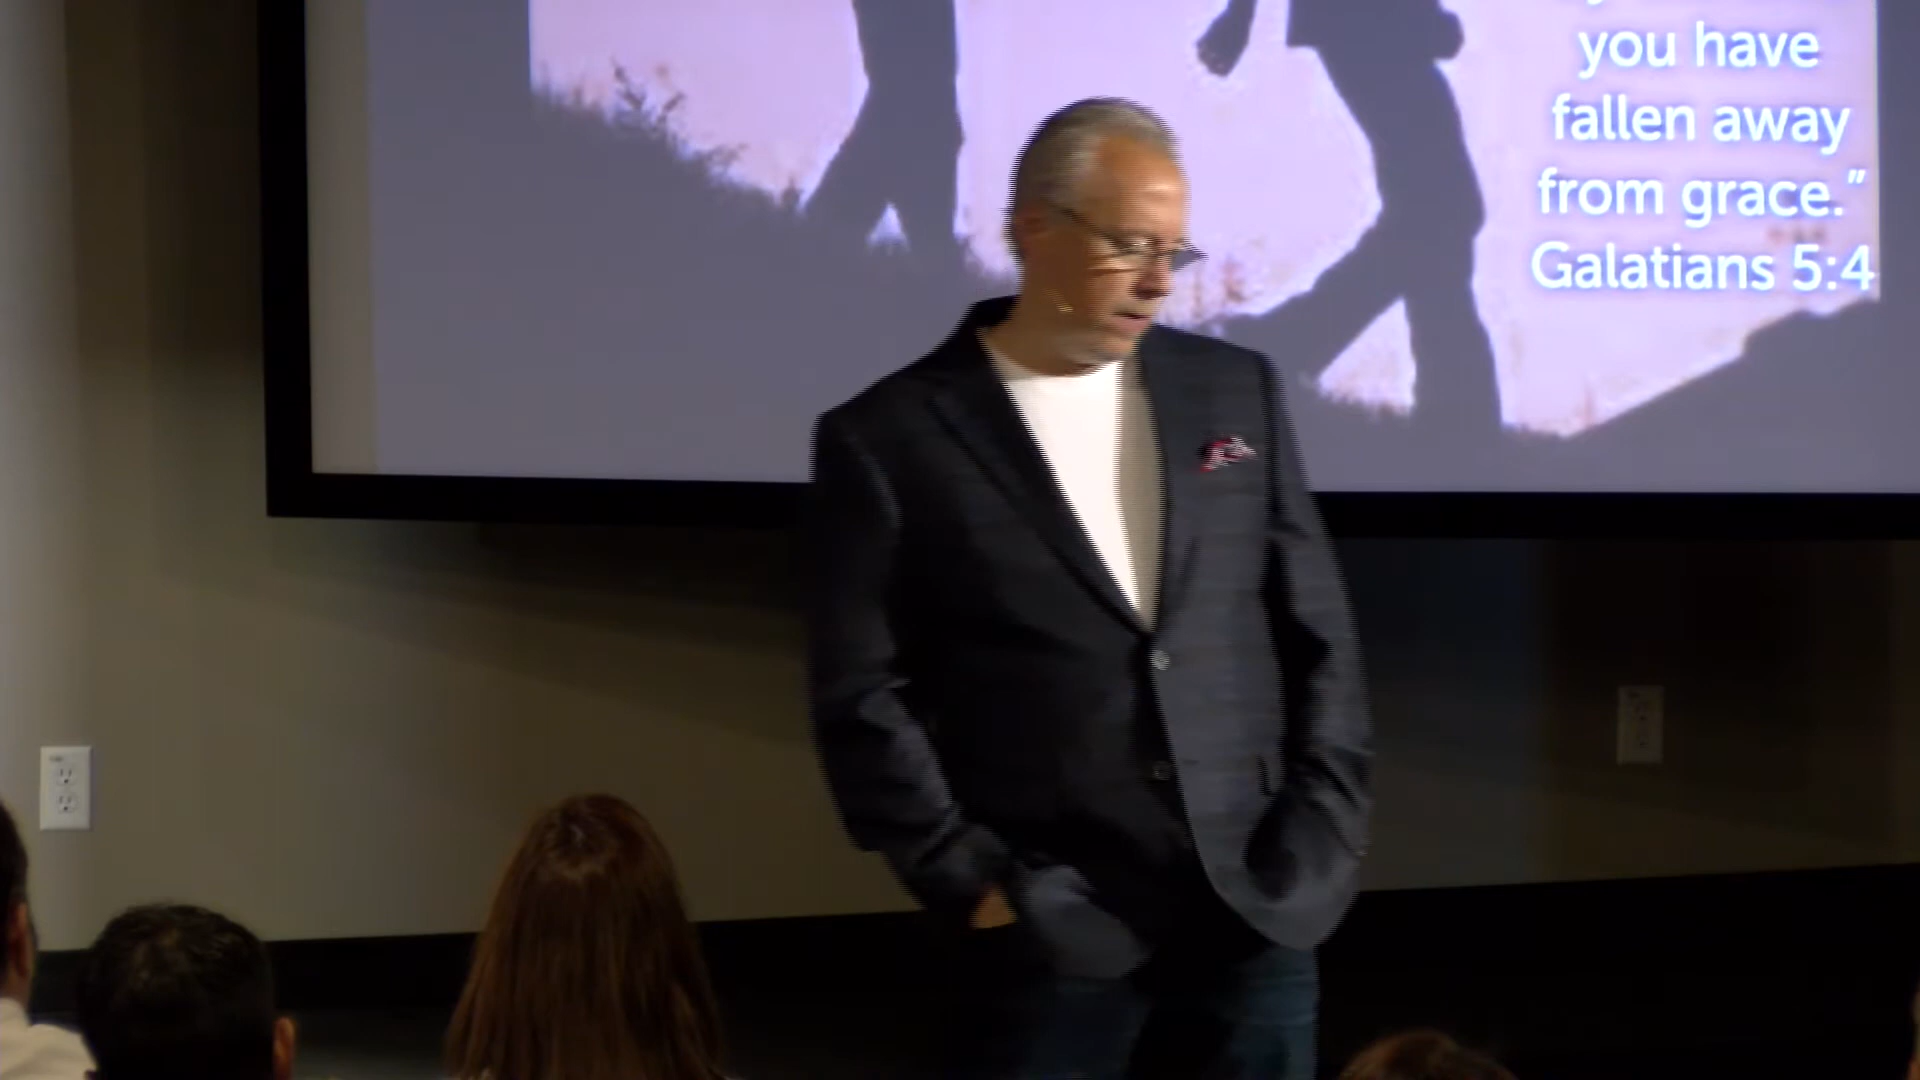 you have
fallen away
from grace.”
Galatians 5:4